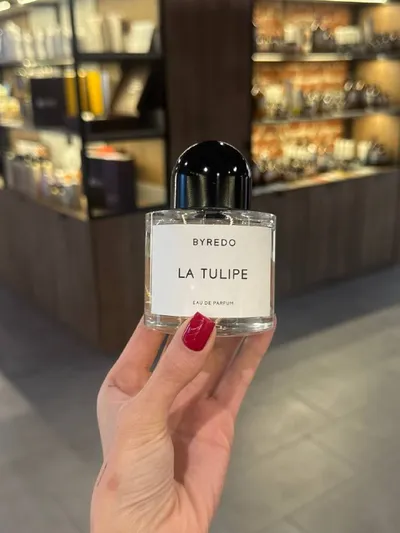 BYREDO
LA TULIPE
EAU DE PARFUM